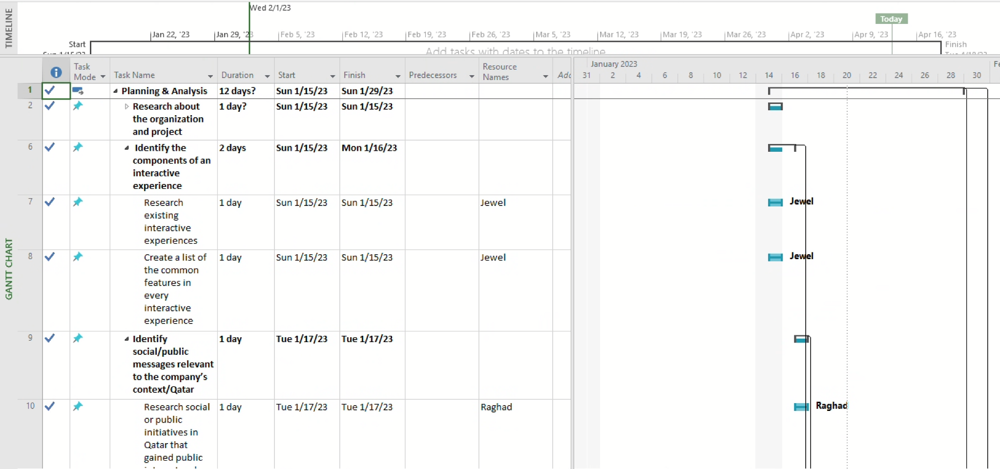 TIMELINE
Wed 2/1/23
Today
Jan 22, '23 Jan 29, '23 Feb 5, '23 Feb 12, '23 Feb 19, '23 Feb 26, '23 Mar 5, '23 Mar 12, '23 Mar 19, '23 Mar 26, '23 Apr 2, '23 Apr 9, '23 Apr 16, '23
Start
Sun 1/15/23
Add tasks with dates to the timeline
Finish
Tue 4/18/23
GANTT CHART
Task Mode Task Name Duration Start Finish Predecessors Resource Names Add
January 2023
31 2 4 6 8 10 12 14 16 18 20 22 24 26 28 30
1 Planning & Analysis 12 days? Sun 1/15/23 Sun 1/29/23
2 Research about 1 day? Sun 1/15/23 Sun 1/15/23
the organization
and project
6 Identify the 2 days Sun 1/15/23 Mon 1/16/23
components of an
interactive
experience
7 Research 1 day Sun 1/15/23 Sun 1/15/23 Jewel Jewel
existing
interactive
experiences
8 Create a list of 1 day Sun 1/15/23 Sun 1/15/23 Jewel Jewel
the common
features in
every
interactive
experience
9 Identify 1 day Tue 1/17/23 Tue 1/17/23
social/public
messages relevant
to the company's
context/Qatar
10 Research social 1 day Tue 1/17/23 Tue 1/17/23 Raghad Raghad
or public
initiatives in
Qatar that
gained public